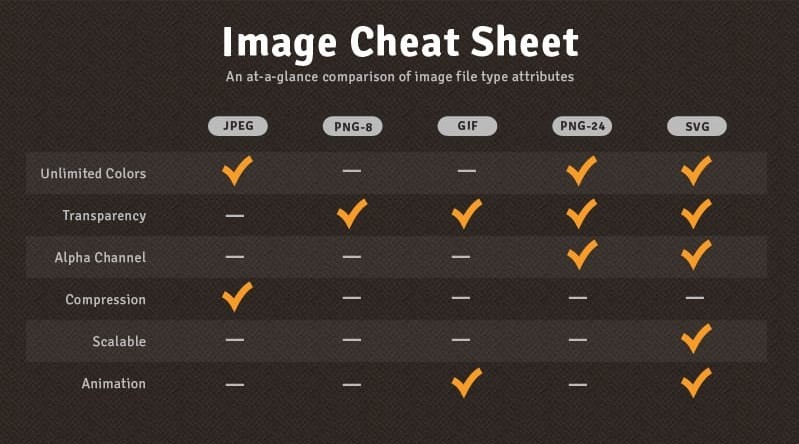 Image Cheat Sheet
An at-a-glance comparison of image file type attributes
JPEG PNG-8 GIF PNG-24 SVG
Unlimited Colors
Transparency
Alpha Channel
Compression
Scalable
Animation